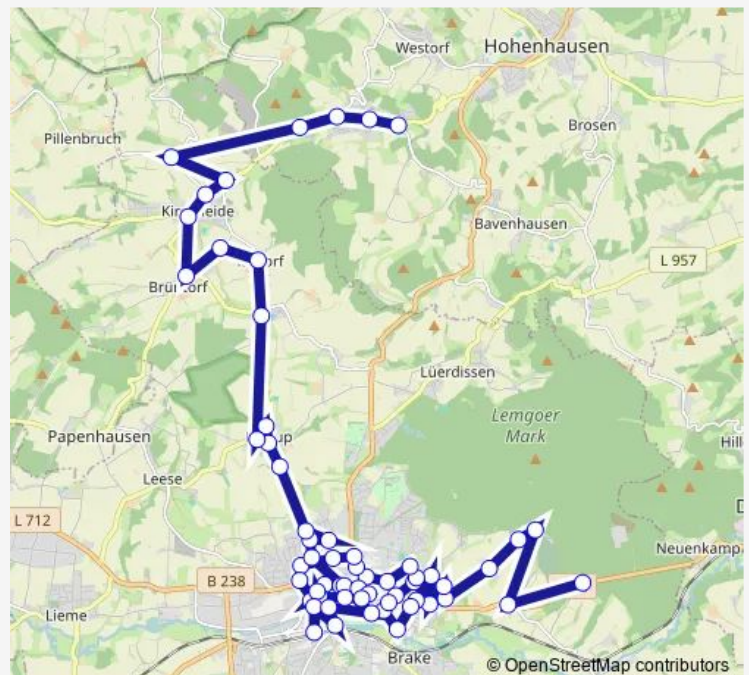 Westorf
Hohenhausen
Pillenbruch
Brosen
Bavenhausen
L 957
Lüerdissen
Lemgoer
Mark
Papenhausen
Leese
L 712
Neuenkamp
B 238
Lieme
Brake
© OpenStreetMap contributors